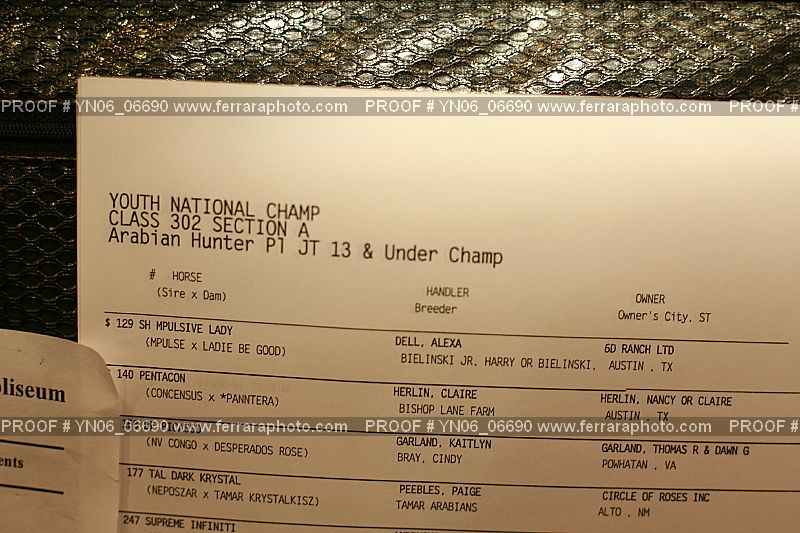 PROOF # YN06_06690 www.ferraraphoto.com PROOF # YN06_06690 www.ferraraphoto.com
YOUTH NATIONAL CHAMP
CLASS 302 SECTION A
Arabian Hunter Pl JT 13 & Under Champ
# HORSE HANDLER OWNER
(Sire x Dam) Breeder Owner's City, ST
$ 129 SH MPULSIVE LADY DELL, ALEXA 6D RANCH LTD
(MPULSE x LADIE BE GOOD) BIELINSKI JR, HARRY OR BIELINSKI, AUSTIN , TX
140 PENTACON HERLIN, CLAIRE HERLIN, NANCY OR CLAIRE
(CONCENSUS x *PANNTERA) BISHOP LANE FARM AUSTIN , TX
oliseum
PROOF # YN06_06690 www.ferraraphoto.com PROOF # YN06_06690 www.ferraraphoto.com
GARLAND, KAITLYN GARLAND, THOMAS R & DAWN G
(NV CONGO x DESPERADOS ROSE) BRAY, CINDY POWHATAN , VA
ents
177 TAL DARK KRYSTAL PEEBLES, PAIGE CIRCLE OF ROSES INC
(NEPOSZAR x TAMAR KRYSTALKISZ) TAMAR ARABIANS ALTO , NM
247 SUPREME INFINITI